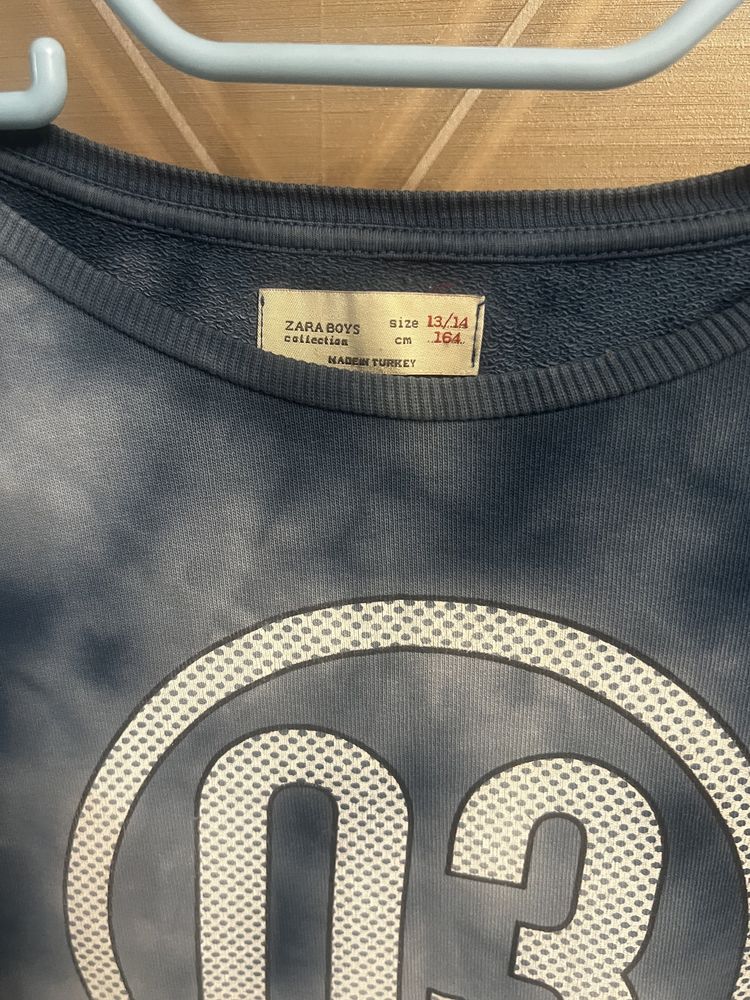 ZARA BOYS size 13/14
collection cm 164
MADE IN TURKEY
03